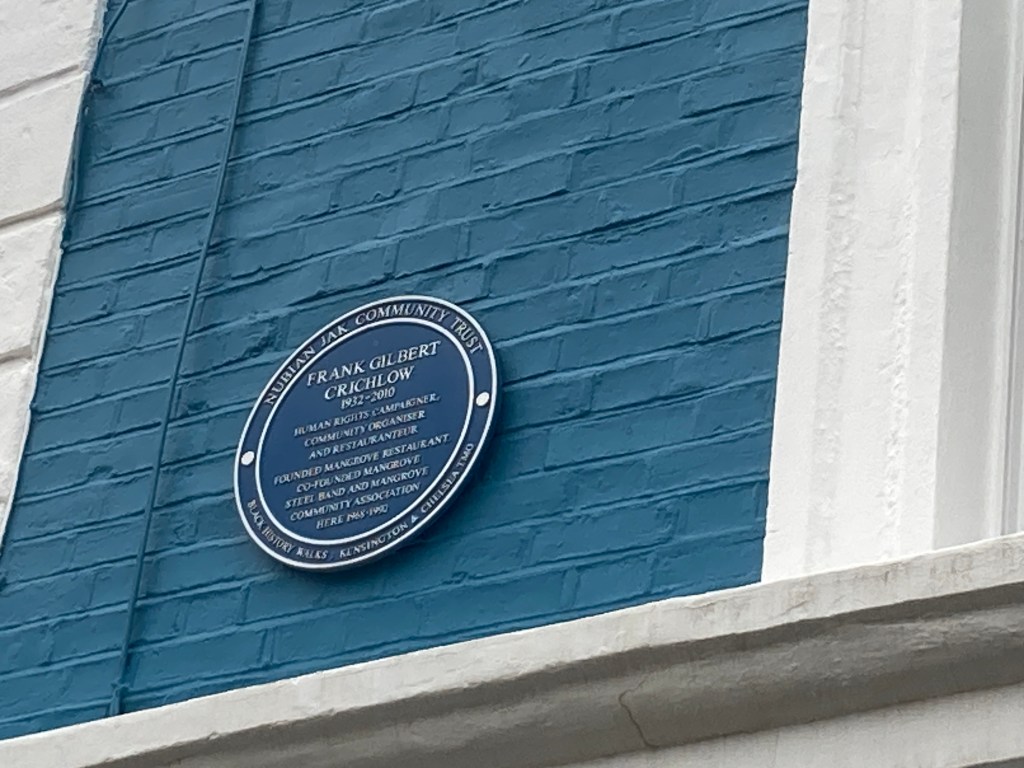 NUBIAN JAK COMMUNITY TRUST
FRANK GILBERT
CRICHLOW
1932-2010
HUMAN RIGHTS CAMPAIGNER,
COMMUNITY ORGANISER
AND RESTAURANTEUR
FOUNDED MANGROVE RESTAURANT.
CO-FOUNDED MANGROVE
STEEL BAND AND MANGROVE
COMMUNITY ASSOCIATION
HERE 1968-1992
BLACK HISTORY WALKS KENSINGTON & CHELSEA TMO